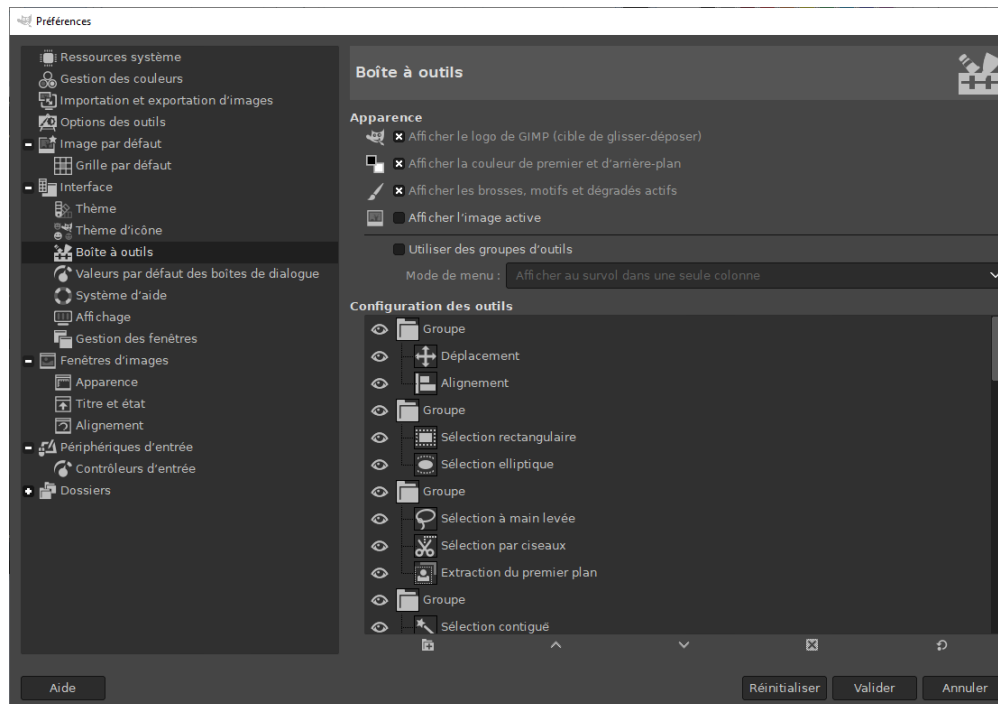 Préférences
Ressources système
Gestion des couleurs
Importation et exportation d'images
Options des outils
Image par défaut
Grille par défaut
Interface
Thème
Thème d'icône
Boîte à outils
Valeurs par défaut des boîtes de dialogue
Système d'aide
Affichage
Gestion des fenêtres
Fenêtres d'images
Apparence
Titre et état
Alignement
Périphériques d'entrée
Contrôleurs d'entrée
Dossiers
Boîte à outils
Apparence
Afficher le logo de GIMP (cible de glisser-déposer)
Afficher la couleur de premier et d'arrière-plan
Afficher les brosses, motifs et dégradés actifs
Afficher l'image active
Utiliser des groupes d'outils
Mode de menu : Afficher au survol dans une seule colonne
Configuration des outils
Groupe
Déplacement
Alignement
Groupe
Sélection rectangulaire
Sélection elliptique
Groupe
Sélection à main levée
Sélection par ciseaux
Extraction du premier plan
Groupe
Sélection contiguë
Aide
Réinitialiser
Valider
Annuler